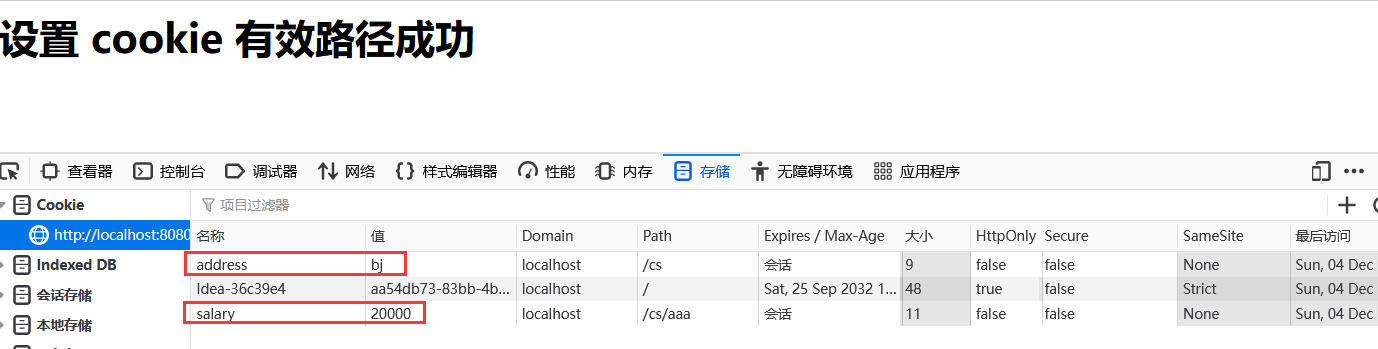 设置 cookie 有效路径成功
查看器 控制台 调试器 网络 样式编辑器 性能 内存 存储 无障碍环境 应用程序
Cookie 项目过滤器
http://localhost:8080 名称 值 Domain Path Expires / Max-Age 大小 HttpOnly Secure SameSite 最后访问
Indexed DB address bj localhost /cs 会话 9 false false None Sun, 04 Dec
会话存储 Idea-36c39e4 aa54db73-83bb-4b... localhost / Sat, 25 Sep 2032 1... 48 true false Strict Sun, 04 Dec
本地存储 salary 20000 localhost /cs/aaa 会话 11 false false None Sun, 04 Dec